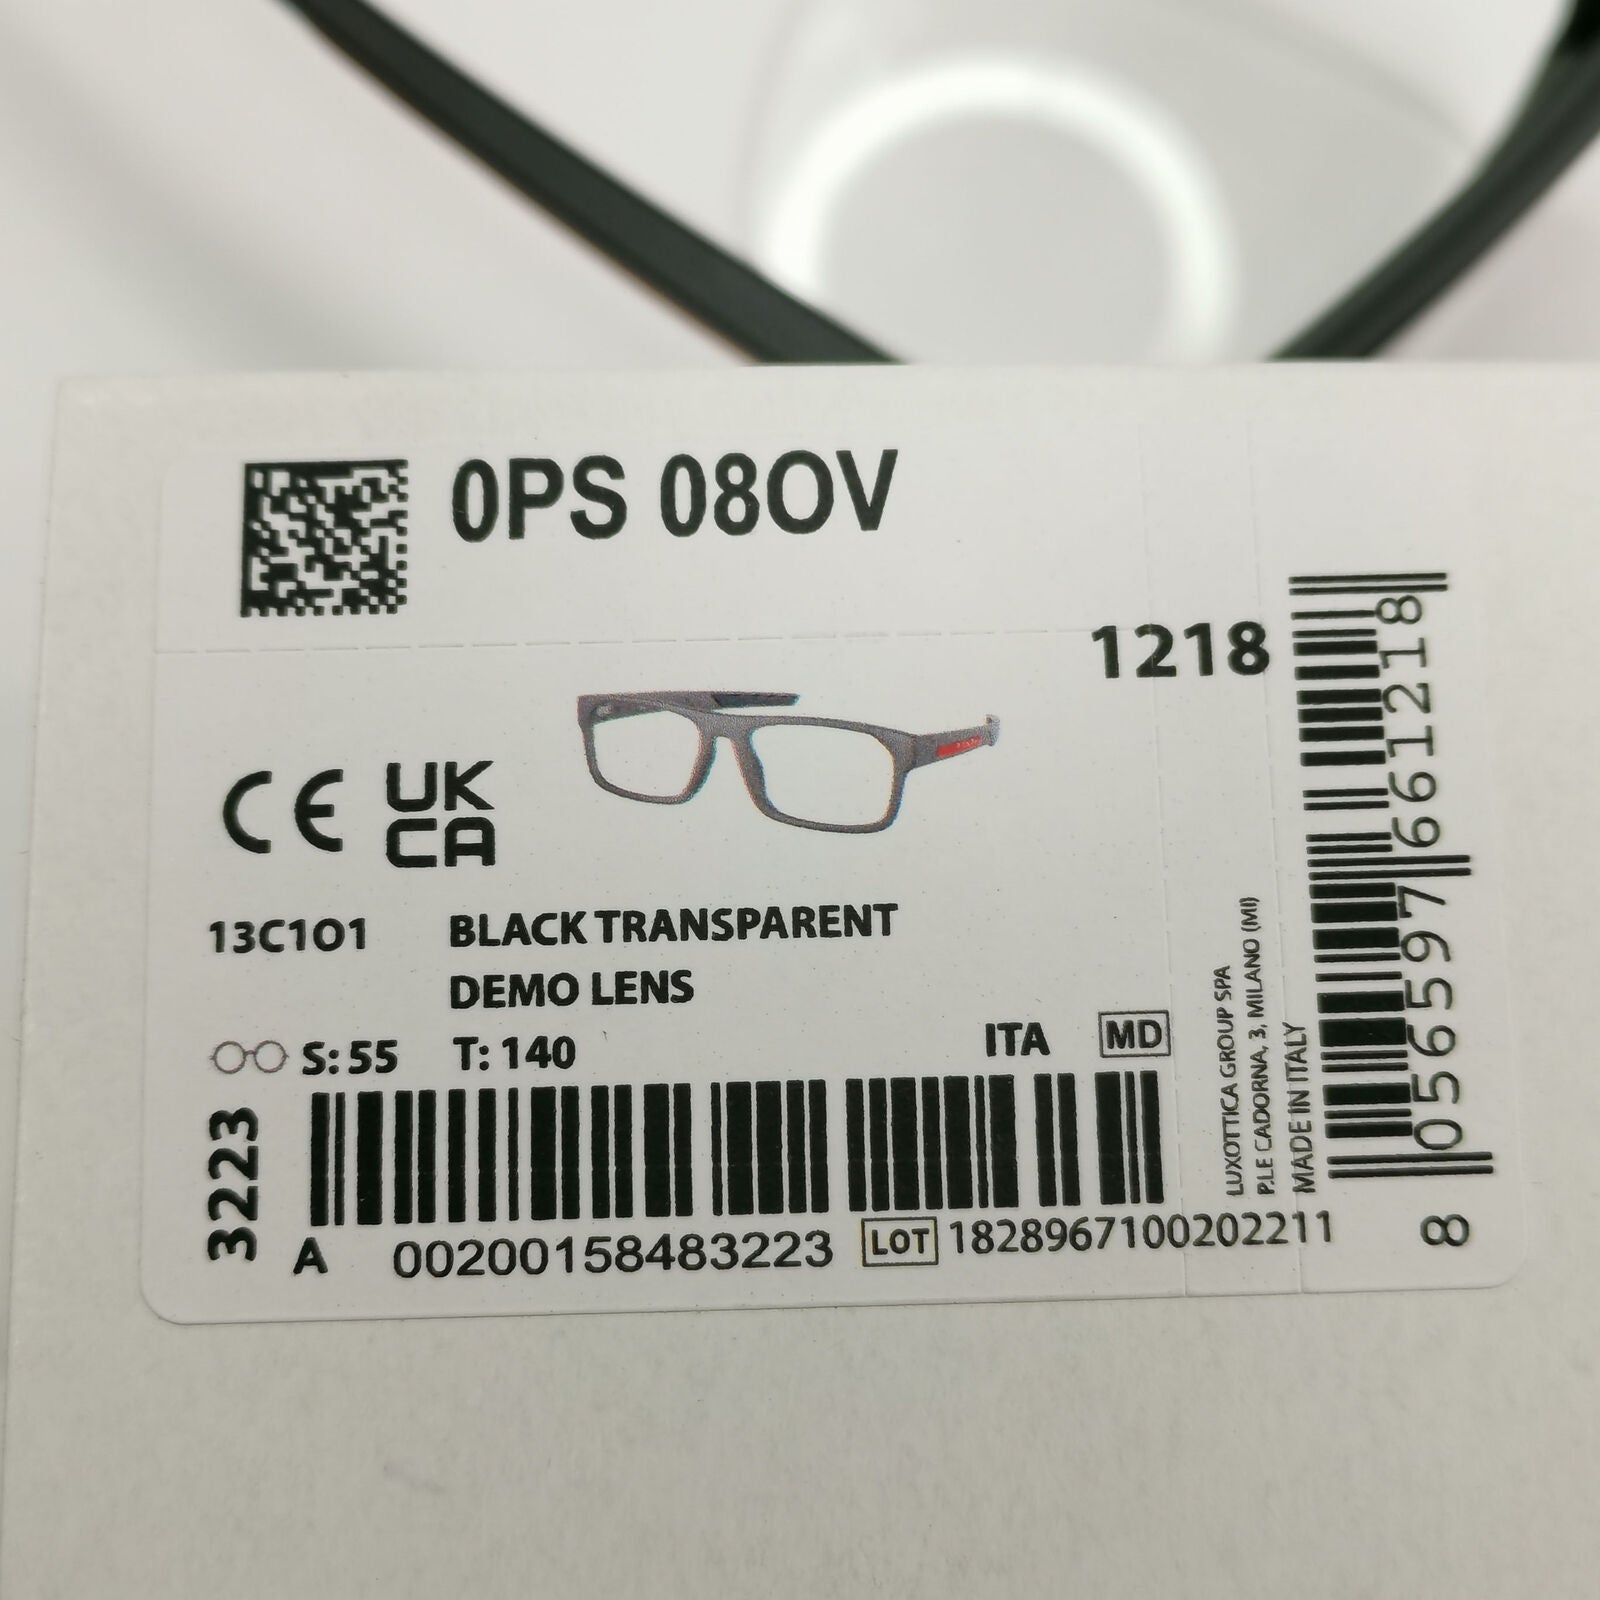 0PS 08OV
1218
CE
UK
CA
13C1O1 BLACK TRANSPARENT
DEMO LENS
S: 55 T: 140 ITA MD
3223
A 00200158483223 LOT 1828967100202211
LUXOTTICA GROUP SPA
P.LE CADORNA, 3, MILANO (MI)
MADE IN ITALY
8 056597 661218